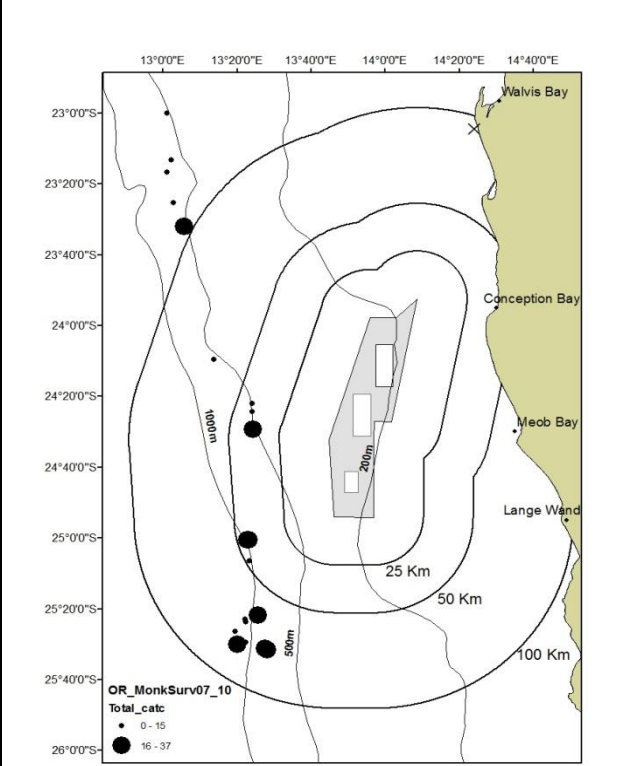 13°0'0"E 13°20'0"E 13°40'0"E 14°0'0"E 14°20'0"E 14°40'0"E
Walvis Bay
23°0'0"S
23°20'0"S
23°40'0"S
Conception Bay
24°0'0"S
24°20'0"S
1000m
Meob Bay
200m
24°40'0"S
Lange Wand
25°0'0"S
25 Km
50 Km
25°20'0"S
500m
100 Km
25°40'0"S
OR_MonkSurv07_10
Total_catc
0 - 15
16 - 37
26°0'0"S